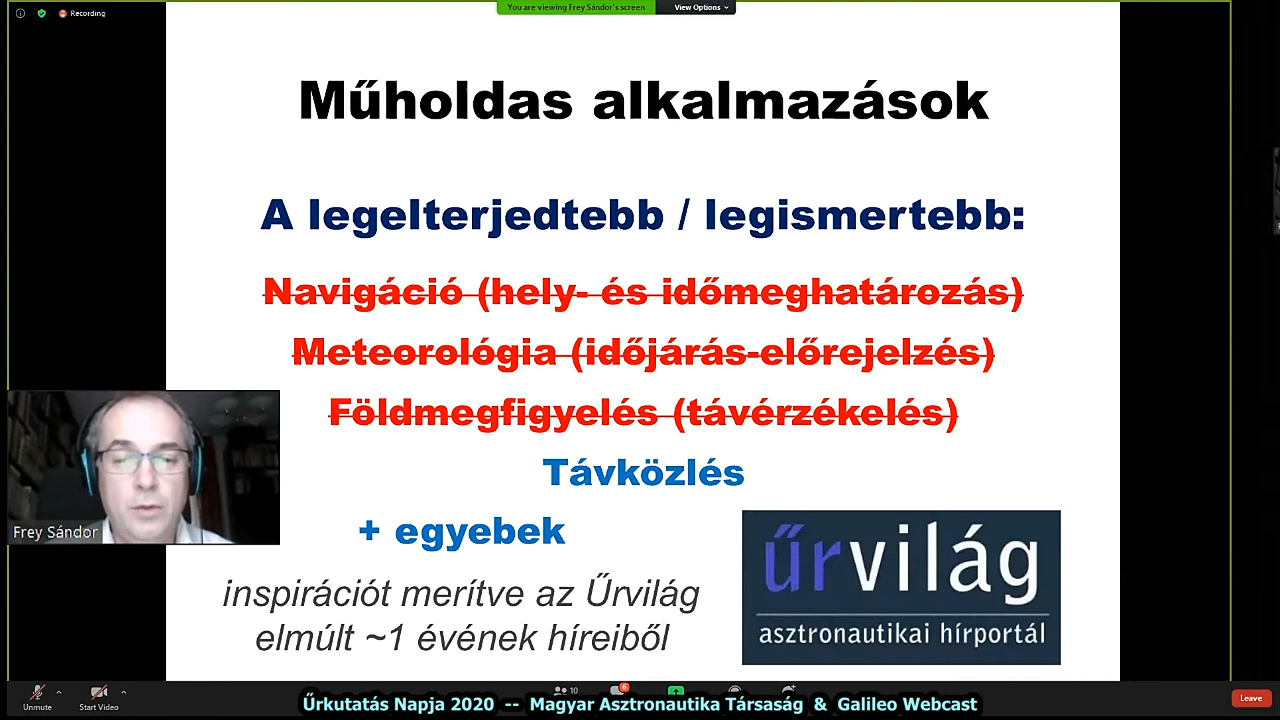 Recording
You are viewing Frey Sándor's screen
View Options
Műholdas alkalmazások
A legelterjedtebb / legismertebb:
Navigáció (hely- és időmeghatározás)
Meteorológia (időjárás-előrejelzés)
Földmegfigyelés (távérzékelés)
Távközlés
+ egyebek
inspirációt merítve az Űrvilág
elmúlt ~1 évének híreiből
űrvilág
asztronautikai hírportál
Frey Sándor
Unmute
Start Video
10
6
Leave
Űrkutatás Napja 2020 -- Magyar Asztronautika Társaság & Galileo Webcast